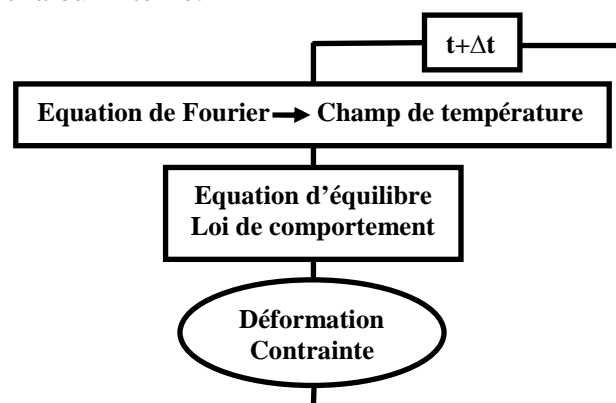 t+Δt
Equation de Fourier → Champ de température
Equation d’équilibre
Loi de comportement
Déformation
Contrainte